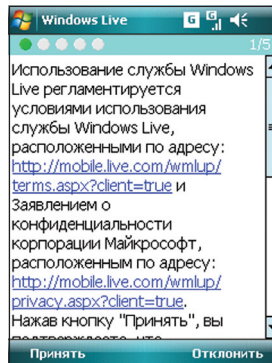 Windows Live
G
1/5
Использование службы Windows
Live регламентируется
условиями использования
службы Windows Live,
расположенными по адресу:
http://mobile.live.com/wmlup/
terms.aspx?client=true и
Заявлением о
конфиденциальности
корпорации Майкрософт,
расположенным по адресу:
http://mobile.live.com/wmlup/
privacy.aspx?client=true.
Нажав кнопку "Принять", вы
подтверждаете, что
Принять Отклонить